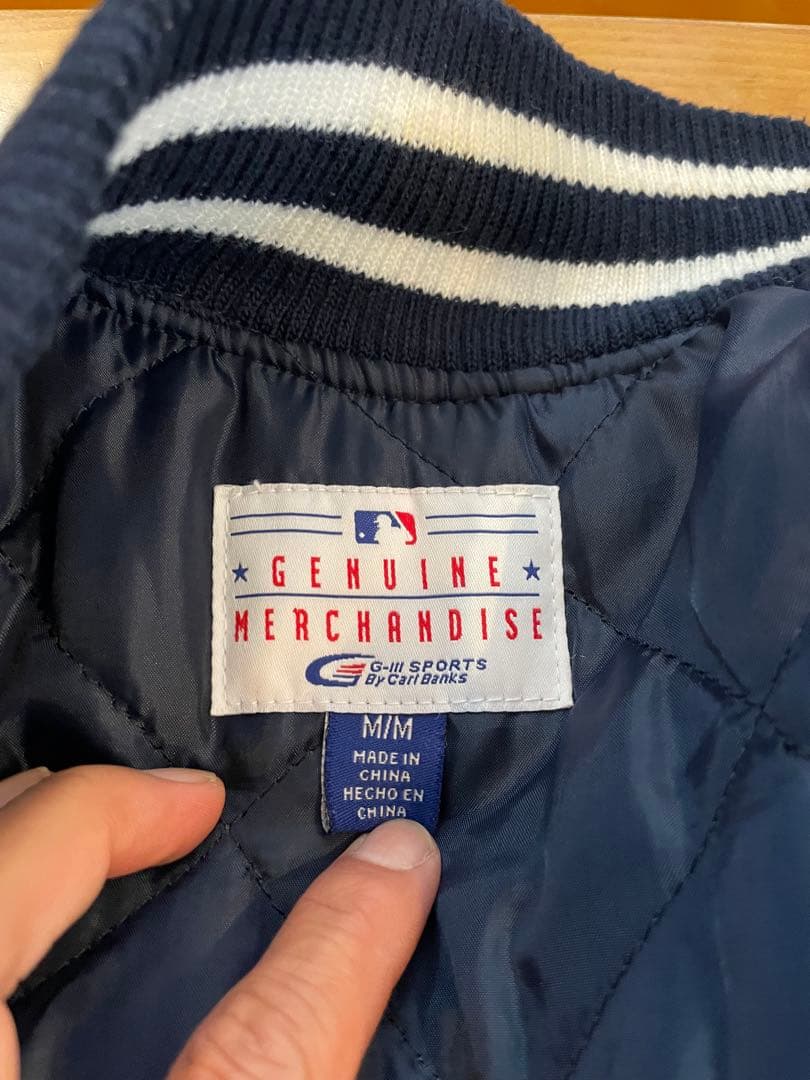 GENUINE
MERCHANDISE
G-III SPORTS
By Carl Banks
M/M
MADE IN
CHINA
HECHO EN
CHINA